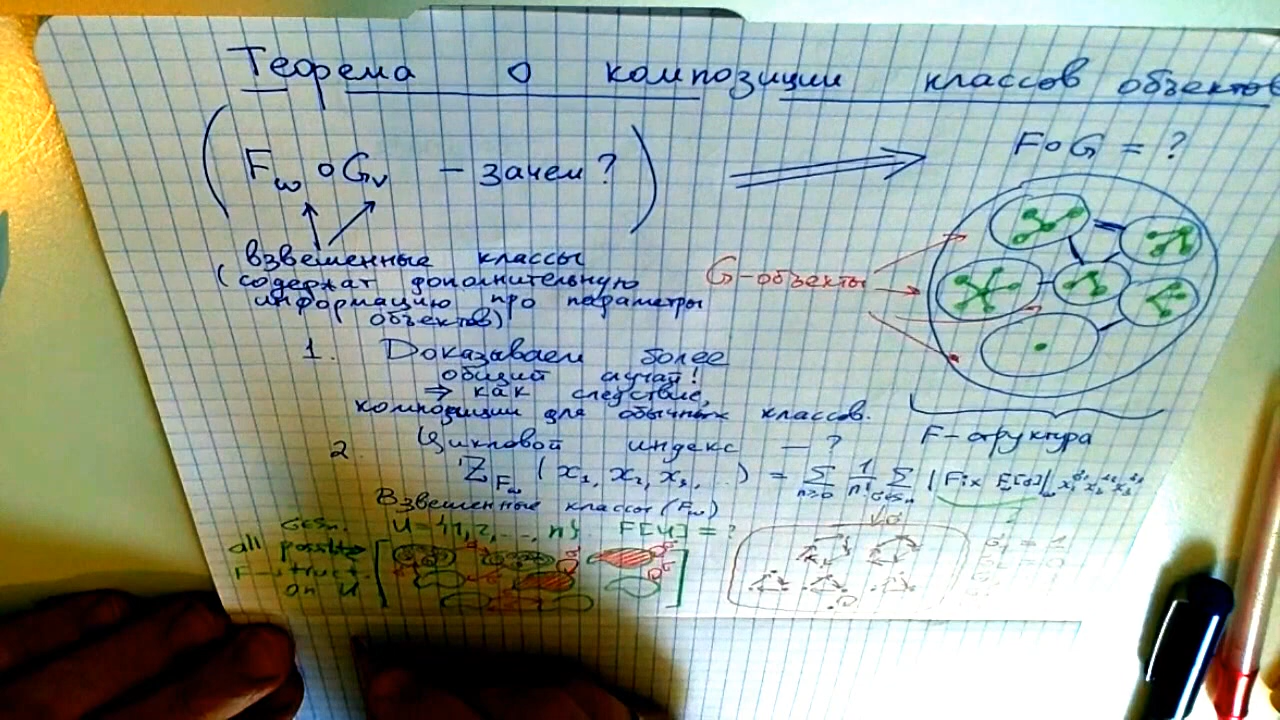 Теорема о композиции классов объектов
( F_ω ∘ G_v — зачем? ) ⟹ F∘G = ?
взвешенные классы
(содержат дополнительную
информацию про параметры
объектов)
G-объекты
1. Доказываем более
общий случай!
⇒ как следствие,
композиции для обычных классов.
F-структура
2. Цикловой индекс — ?
Z_{F_ω} (x_1, x_2, x_3, ...) = Σ_{n≥0} 1/n! Σ_{σ∈S_n} |Fix F[σ]|_ω x_1^{σ_1} x_2^{σ_2} x_3^{σ_3}
Взвешенные классы (F_ω)
σ∈S_n. U = {1, 2, ..., n} F[U] = ?
all possible
F-struct.
on U